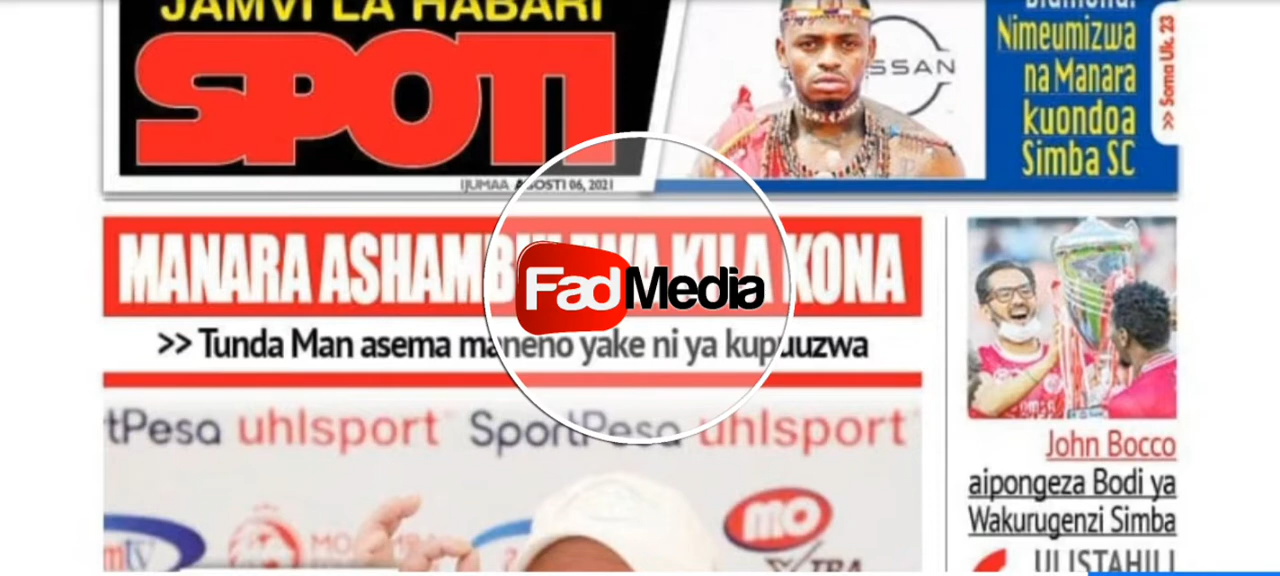 JAMVI LA HABARI
SPOTI
IJUMAA AGOSTI 06, 2021
SSAN
Diamond:
Nimeumizwa
na Manara
kuondoa
Simba SC
>> Soma Uk. 23
MANARA ASHAMBULIWA KILA KONA
>> Tunda Man asema maneno yake ni ya kupuuzwa
FadMedia
tPesa uhlsport SportPesa uhlsport
mo
XTRA
John Bocco
aipongeza Bodi ya
Wakurugenzi Simba
ULISTAHILI